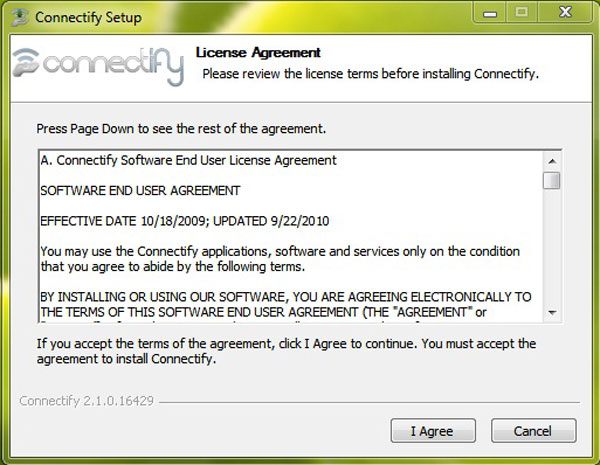 Connectify Setup
connectify
License Agreement
Please review the license terms before installing Connectify.
Press Page Down to see the rest of the agreement.
A. Connectify Software End User License Agreement
SOFTWARE END USER AGREEMENT
EFFECTIVE DATE 10/18/2009; UPDATED 9/22/2010
You may use the Connectify applications, software and services only on the condition
that you agree to abide by the following terms.
BY INSTALLING OR USING OUR SOFTWARE, YOU ARE AGREEING ELECTRONICALLY TO
THE TERMS OF THIS SOFTWARE END USER AGREEMENT (THE "AGREEMENT" or
If you accept the terms of the agreement, click I Agree to continue. You must accept the
agreement to install Connectify.
Connectify 2.1.0.16429
I Agree
Cancel